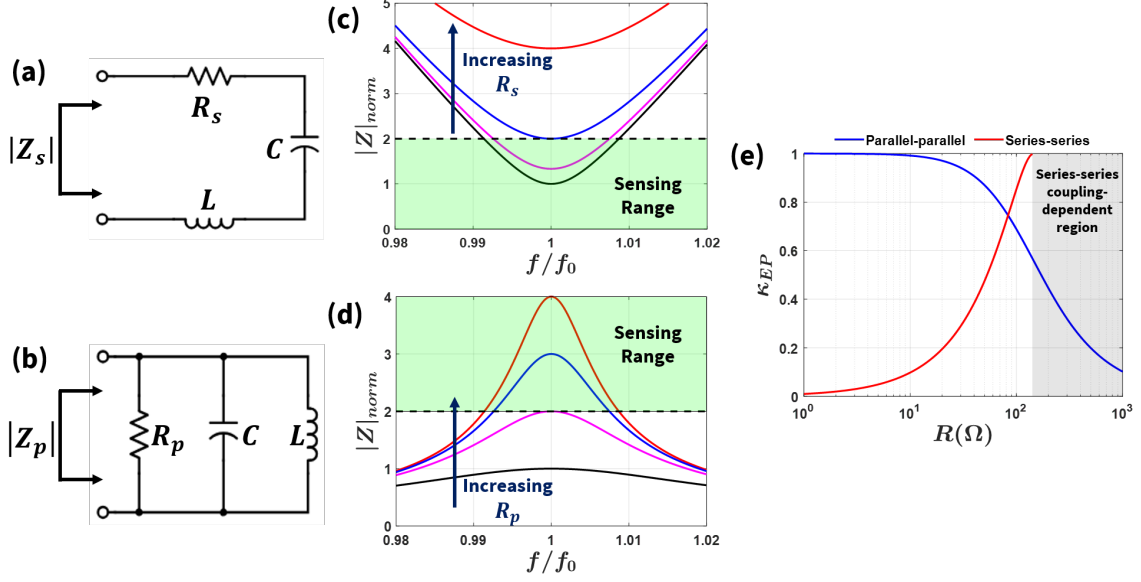 (a)
R_s
|Z_s|
C
L
(b)
|Z_p|
R_p
C
L
(c)
5
4
3
2
1
0
|Z|_norm
Increasing
R_s
Sensing
Range
0.98
0.99
1
1.01
1.02
f/f_0
(d)
4
3
2
1
0
|Z|_norm
Sensing
Range
Increasing
R_p
0.98
0.99
1
1.01
1.02
f/f_0
(e)
Parallel-parallel
Series-series
1
0.8
0.6
0.4
0.2
0
κ_EP
Series-series
coupling-
dependent
region
10^0
10^1
10^2
10^3
R(Ω)